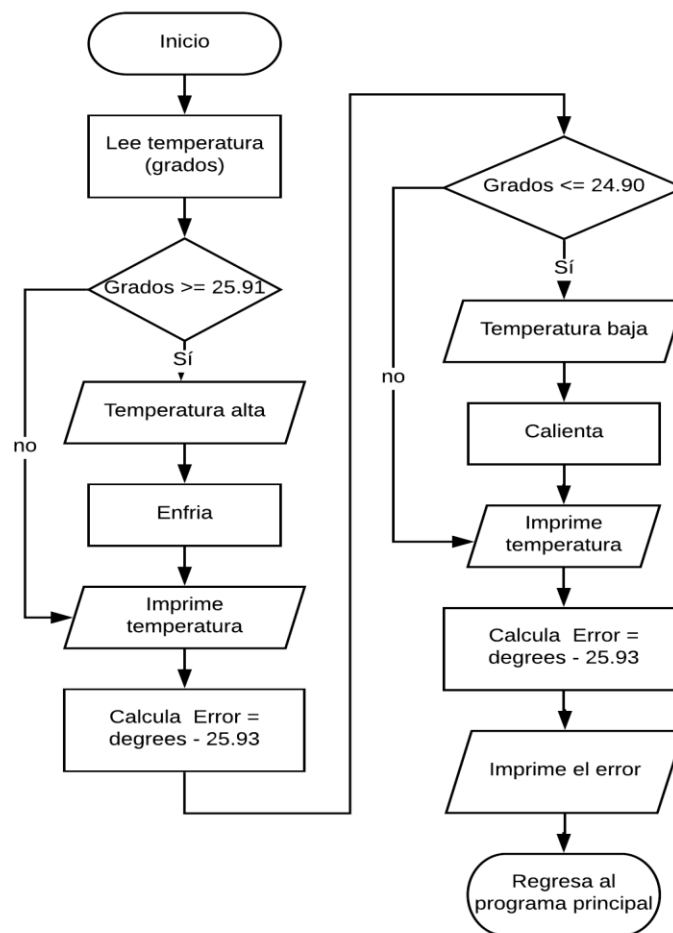 Inicio
Lee temperatura
(grados)
Grados >= 25.91
Sí
no
Temperatura alta
Enfria
Imprime
temperatura
Calcula Error =
degrees - 25.93
Grados <= 24.90
Sí
no
Temperatura baja
Calienta
Imprime
temperatura
Calcula Error =
degrees - 25.93
Imprime el error
Regresa al
programa principal